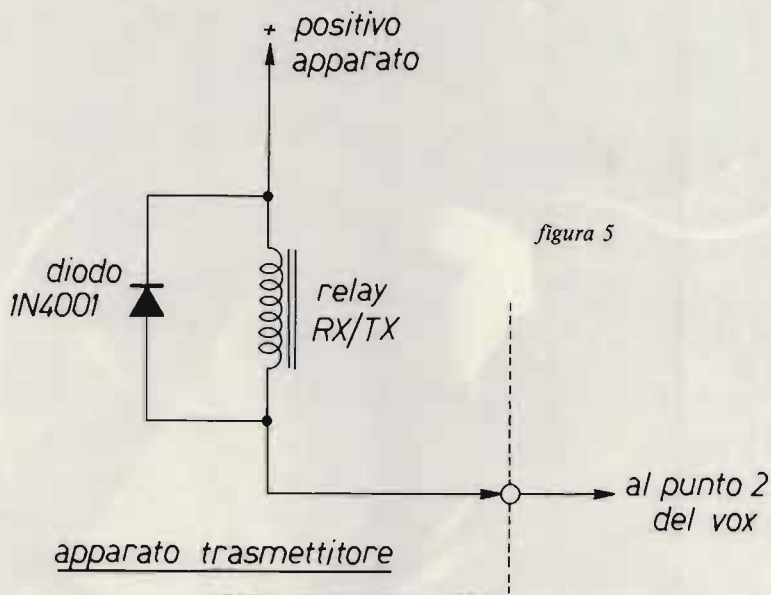 + positivo
apparato
figura 5
diodo
1N4001
relay
RX/TX
al punto 2
del vox
apparato trasmettitore